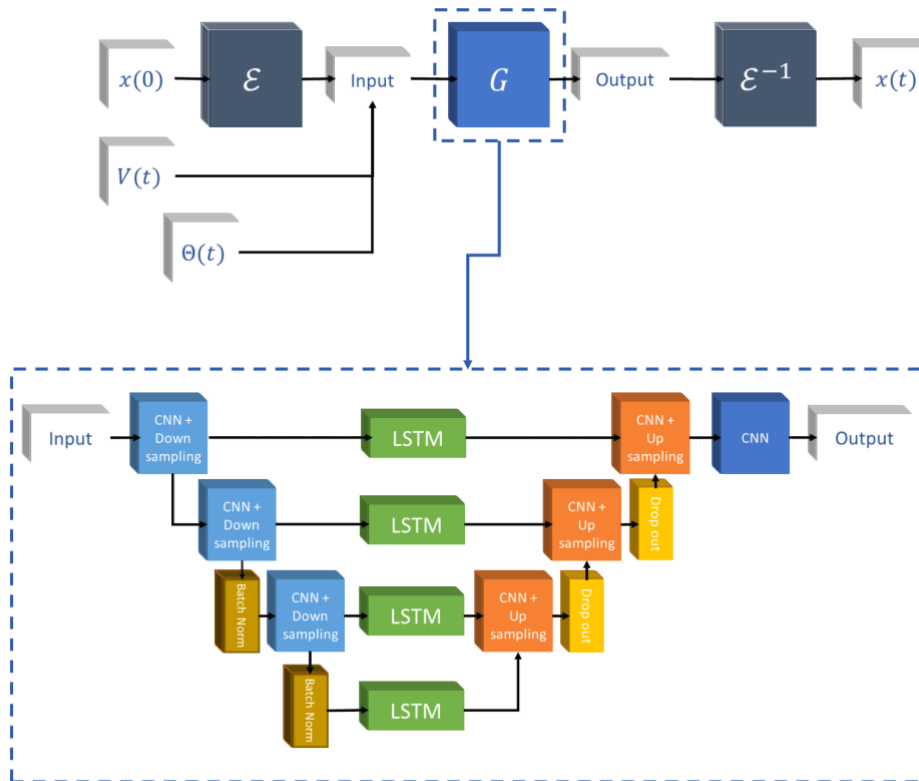 x(0)
ℰ
Input
G
Output
ℰ⁻¹
x(t)
V(t)
Θ(t)
Input
CNN +
Down
sampling
LSTM
CNN +
Up
sampling
CNN
Output
CNN +
Down
sampling
LSTM
CNN +
Up
sampling
Drop out
Batch Norm
CNN +
Down
sampling
LSTM
CNN +
Up
sampling
Drop out
Batch Norm
LSTM